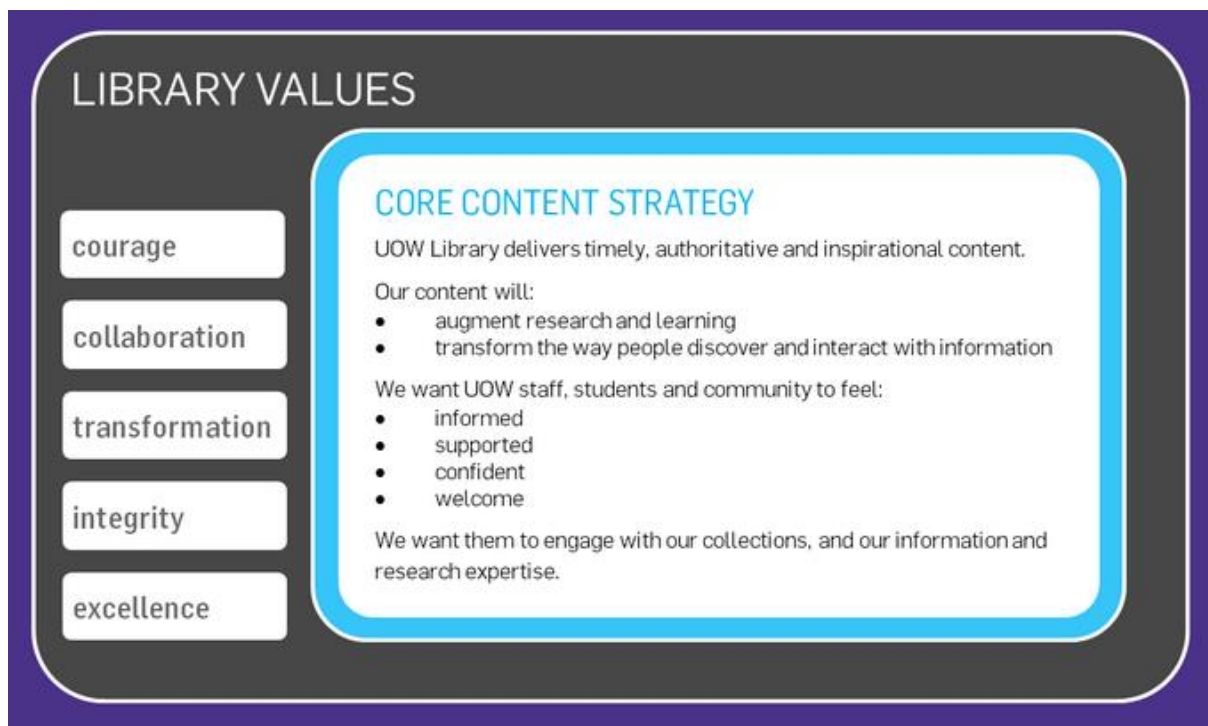 LIBRARY VALUES
courage
collaboration
transformation
integrity
excellence
CORE CONTENT STRATEGY
UOW Library delivers timely, authoritative and inspirational content.
Our content will:
• augment research and learning
• transform the way people discover and interact with information
We want UOW staff, students and community to feel:
• informed
• supported
• confident
• welcome
We want them to engage with our collections, and our information and
research expertise.